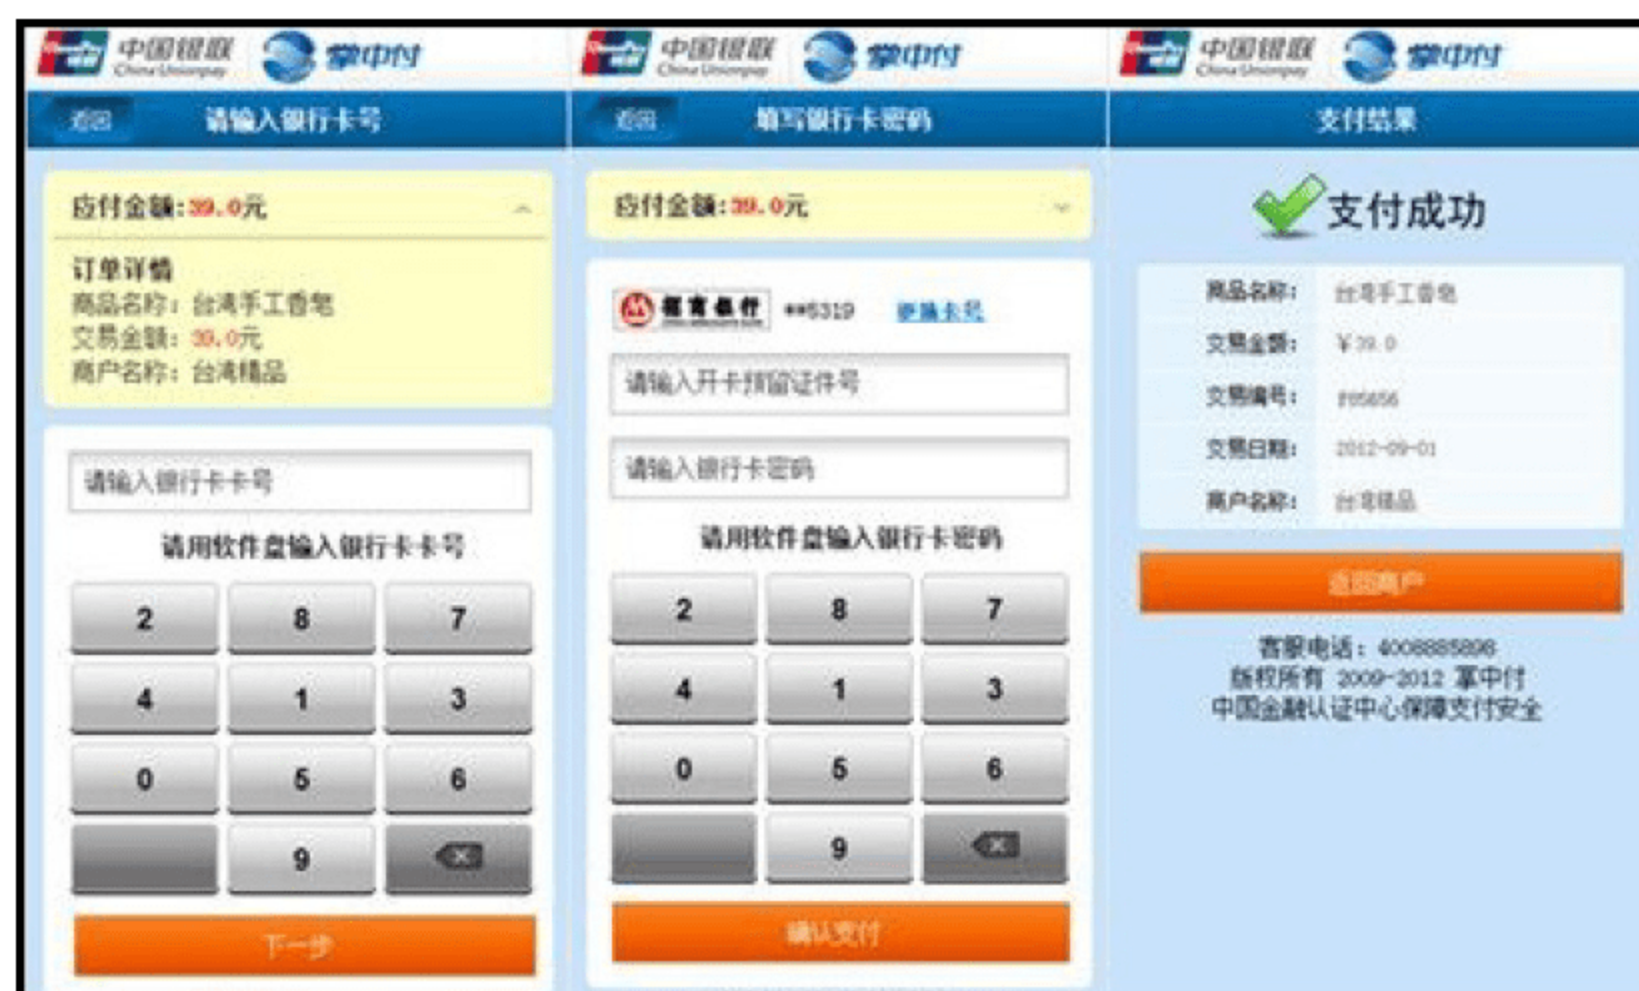 中国银联
China Unionpay
掌中付
返回
请输入银行卡号
应付金额:39.0元
订单详情
商品名称：台湾手工香皂
交易金额：39.0元
商户名称：台湾精品
请输入银行卡卡号
请用软件盘输入银行卡卡号
2 8 7
4 1 3
0 5 6
9
下一步
中国银联
China Unionpay
掌中付
返回
填写银行卡密码
应付金额:39.0元
招商银行 **5319 更换卡号
请输入开卡预留证件号
请输入银行卡密码
请用软件盘输入银行卡密码
2 8 7
4 1 3
0 5 6
9
确认支付
中国银联
China Unionpay
掌中付
支付结果
支付成功
商品名称： 台湾手工香皂
交易金额： ￥39.0
交易编号：
交易日期： 2012-09-01
商户名称： 台湾精品
返回商户
客服电话：4008885898
版权所有 2009-2012 掌中付
中国金融认证中心保障支付安全